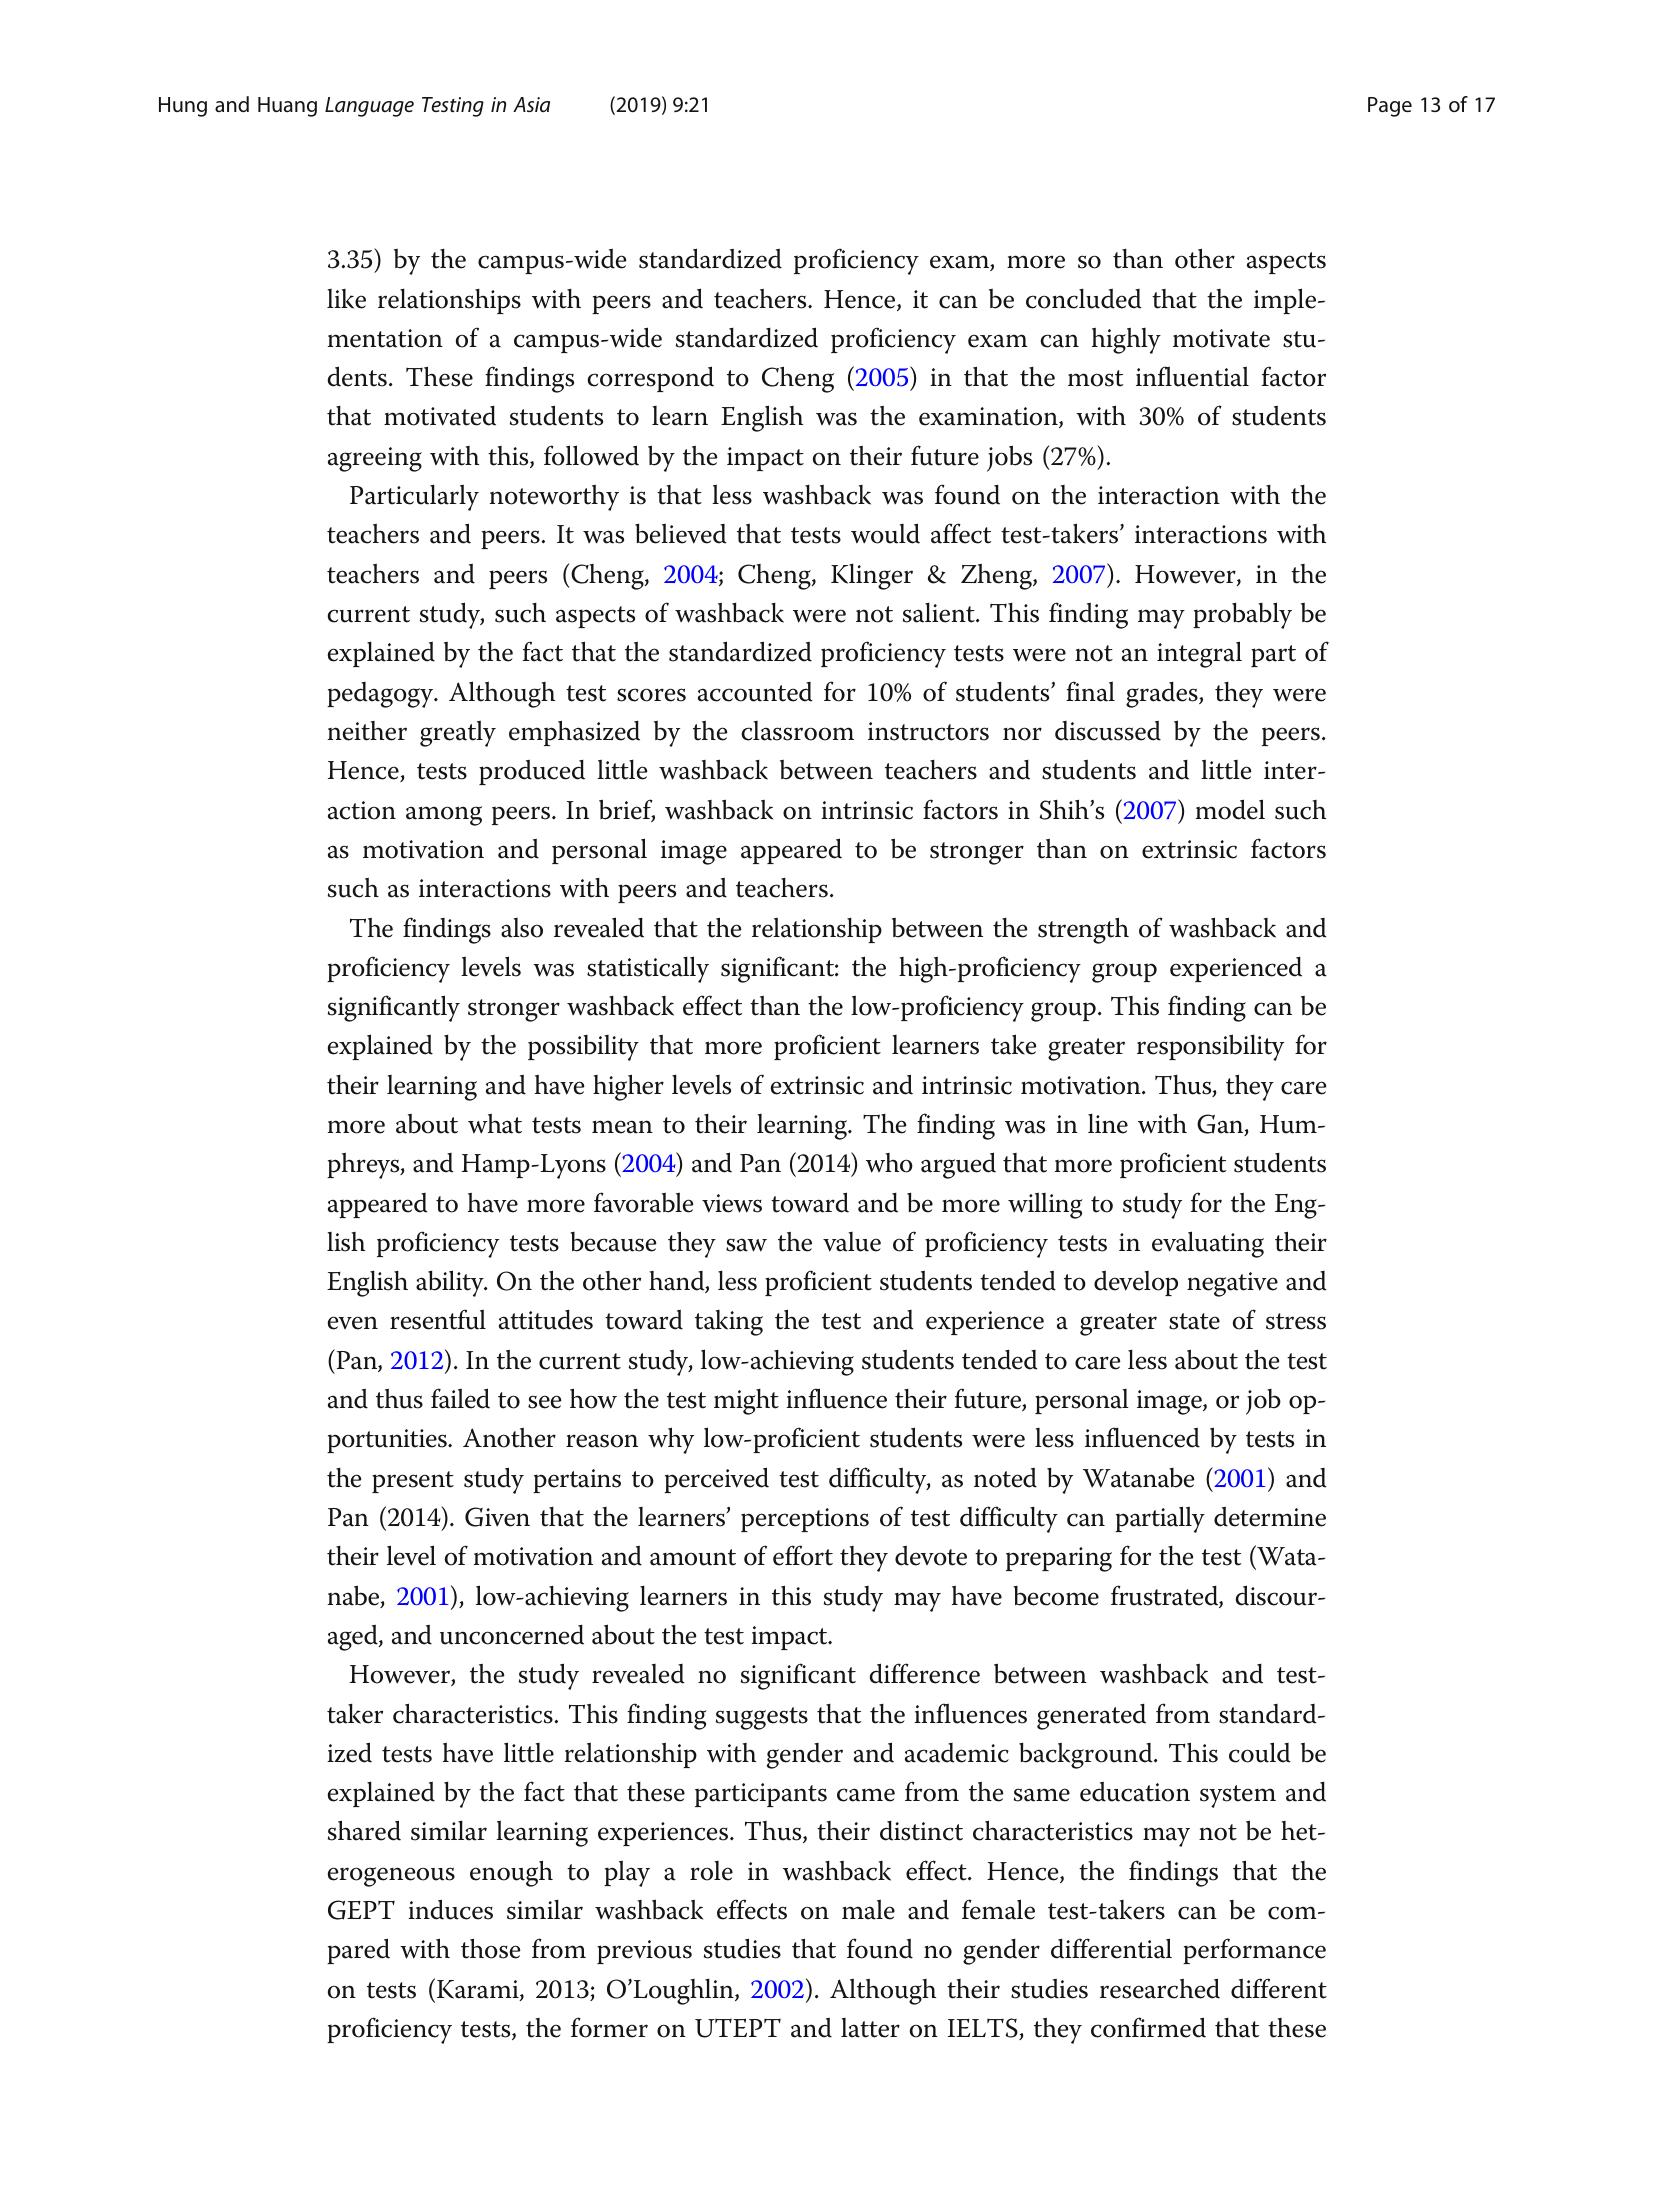 Hung and Huang Language Testing in Asia (2019) 9:21 Page 13 of 17
3.35) by the campus-wide standardized proficiency exam, more so than other aspects
like relationships with peers and teachers. Hence, it can be concluded that the imple-
mentation of a campus-wide standardized proficiency exam can highly motivate stu-
dents. These findings correspond to Cheng (2005) in that the most influential factor
that motivated students to learn English was the examination, with 30% of students
agreeing with this, followed by the impact on their future jobs (27%).
Particularly noteworthy is that less washback was found on the interaction with the
teachers and peers. It was believed that tests would affect test-takers’ interactions with
teachers and peers (Cheng, 2004; Cheng, Klinger & Zheng, 2007). However, in the
current study, such aspects of washback were not salient. This finding may probably be
explained by the fact that the standardized proficiency tests were not an integral part of
pedagogy. Although test scores accounted for 10% of students’ final grades, they were
neither greatly emphasized by the classroom instructors nor discussed by the peers.
Hence, tests produced little washback between teachers and students and little inter-
action among peers. In brief, washback on intrinsic factors in Shih’s (2007) model such
as motivation and personal image appeared to be stronger than on extrinsic factors
such as interactions with peers and teachers.
The findings also revealed that the relationship between the strength of washback and
proficiency levels was statistically significant: the high-proficiency group experienced a
significantly stronger washback effect than the low-proficiency group. This finding can be
explained by the possibility that more proficient learners take greater responsibility for
their learning and have higher levels of extrinsic and intrinsic motivation. Thus, they care
more about what tests mean to their learning. The finding was in line with Gan, Hum-
phreys, and Hamp-Lyons (2004) and Pan (2014) who argued that more proficient students
appeared to have more favorable views toward and be more willing to study for the Eng-
lish proficiency tests because they saw the value of proficiency tests in evaluating their
English ability. On the other hand, less proficient students tended to develop negative and
even resentful attitudes toward taking the test and experience a greater state of stress
(Pan, 2012). In the current study, low-achieving students tended to care less about the test
and thus failed to see how the test might influence their future, personal image, or job op-
portunities. Another reason why low-proficient students were less influenced by tests in
the present study pertains to perceived test difficulty, as noted by Watanabe (2001) and
Pan (2014). Given that the learners’ perceptions of test difficulty can partially determine
their level of motivation and amount of effort they devote to preparing for the test (Wata-
nabe, 2001), low-achieving learners in this study may have become frustrated, discour-
aged, and unconcerned about the test impact.
However, the study revealed no significant difference between washback and test-
taker characteristics. This finding suggests that the influences generated from standard-
ized tests have little relationship with gender and academic background. This could be
explained by the fact that these participants came from the same education system and
shared similar learning experiences. Thus, their distinct characteristics may not be het-
erogeneous enough to play a role in washback effect. Hence, the findings that the
GEPT induces similar washback effects on male and female test-takers can be com-
pared with those from previous studies that found no gender differential performance
on tests (Karami, 2013; O’Loughlin, 2002). Although their studies researched different
proficiency tests, the former on UTEPT and latter on IELTS, they confirmed that these